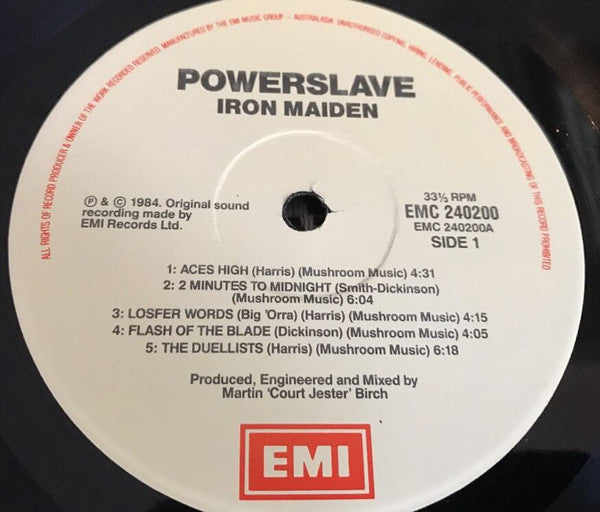 ALL RIGHTS OF RECORD PRODUCER & OWNER OF THE WORK RECORDED RESERVED. MANUFACTURED BY THE EMI MUSIC GROUP – AUSTRALASIA. UNAUTHORISED COPYING, HIRING, LENDING, PUBLIC PERFORMANCE AND BROADCASTING OF THIS RECORD PROHIBITED
POWERSLAVE
IRON MAIDEN
℗ & © 1984. Original sound
recording made by
EMI Records Ltd.
33⅓ RPM
EMC 240200
EMC 240200A
SIDE 1
1: ACES HIGH (Harris) (Mushroom Music) 4:31
2: 2 MINUTES TO MIDNIGHT (Smith-Dickinson)
(Mushroom Music) 6:04
3: LOSFER WORDS (Big 'Orra) (Harris) (Mushroom Music) 4:15
4: FLASH OF THE BLADE (Dickinson) (Mushroom Music) 4:05
5: THE DUELLISTS (Harris) (Mushroom Music) 6:18
Produced, Engineered and Mixed by
Martin 'Court Jester' Birch
EMI